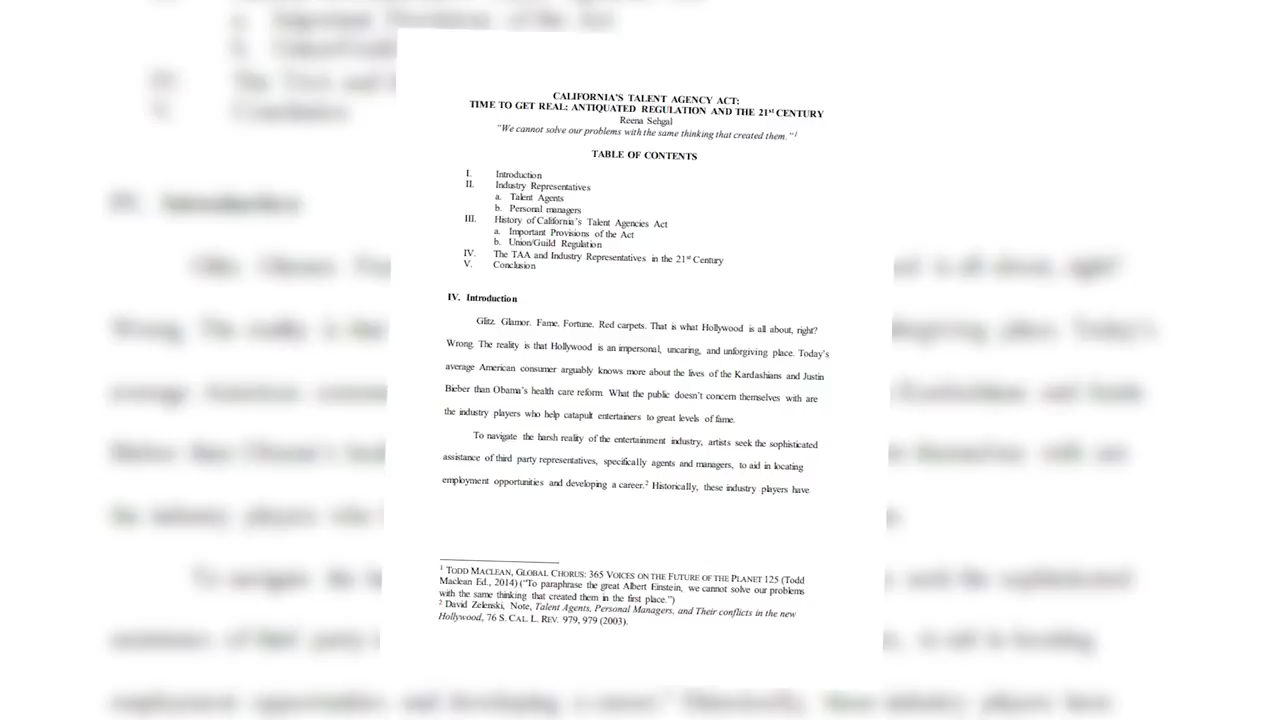 CALIFORNIA'S TALENT AGENCY ACT:
TIME TO GET REAL: ANTIQUATED REGULATION AND THE 21st CENTURY
Reena Sehgal
"We cannot solve our problems with the same thinking that created them."1
TABLE OF CONTENTS
I. Introduction
II. Industry Representatives
a. Talent Agents
b. Personal managers
III. History of California's Talent Agencies Act
a. Important Provisions of the Act
b. Union/Guild Regulation
IV. The TAA and Industry Representatives in the 21st Century
V. Conclusion
IV. Introduction
Glitz. Glamor. Fame. Fortune. Red carpets. That is what Hollywood is all about, right?
Wrong. The reality is that Hollywood is an impersonal, uncaring, and unforgiving place. Today's
average American consumer arguably knows more about the lives of the Kardashians and Justin
Bieber than Obama's health care reform. What the public doesn't concern themselves with are
the industry players who help catapult entertainers to great levels of fame.
To navigate the harsh reality of the entertainment industry, artists seek the sophisticated
assistance of third party representatives, specifically agents and managers, to aid in locating
employment opportunities and developing a career.2 Historically, these industry players have
1 TODD MACLEAN, GLOBAL CHORUS: 365 VOICES ON THE FUTURE OF THE PLANET 125 (Todd
Maclean Ed., 2014) ("To paraphrase the great Albert Einstein, we cannot solve our problems
with the same thinking that created them in the first place.")
2 David Zelenski, Note, Talent Agents, Personal Managers, and Their conflicts in the new
Hollywood, 76 S. CAL. L. REV. 979, 979 (2003).